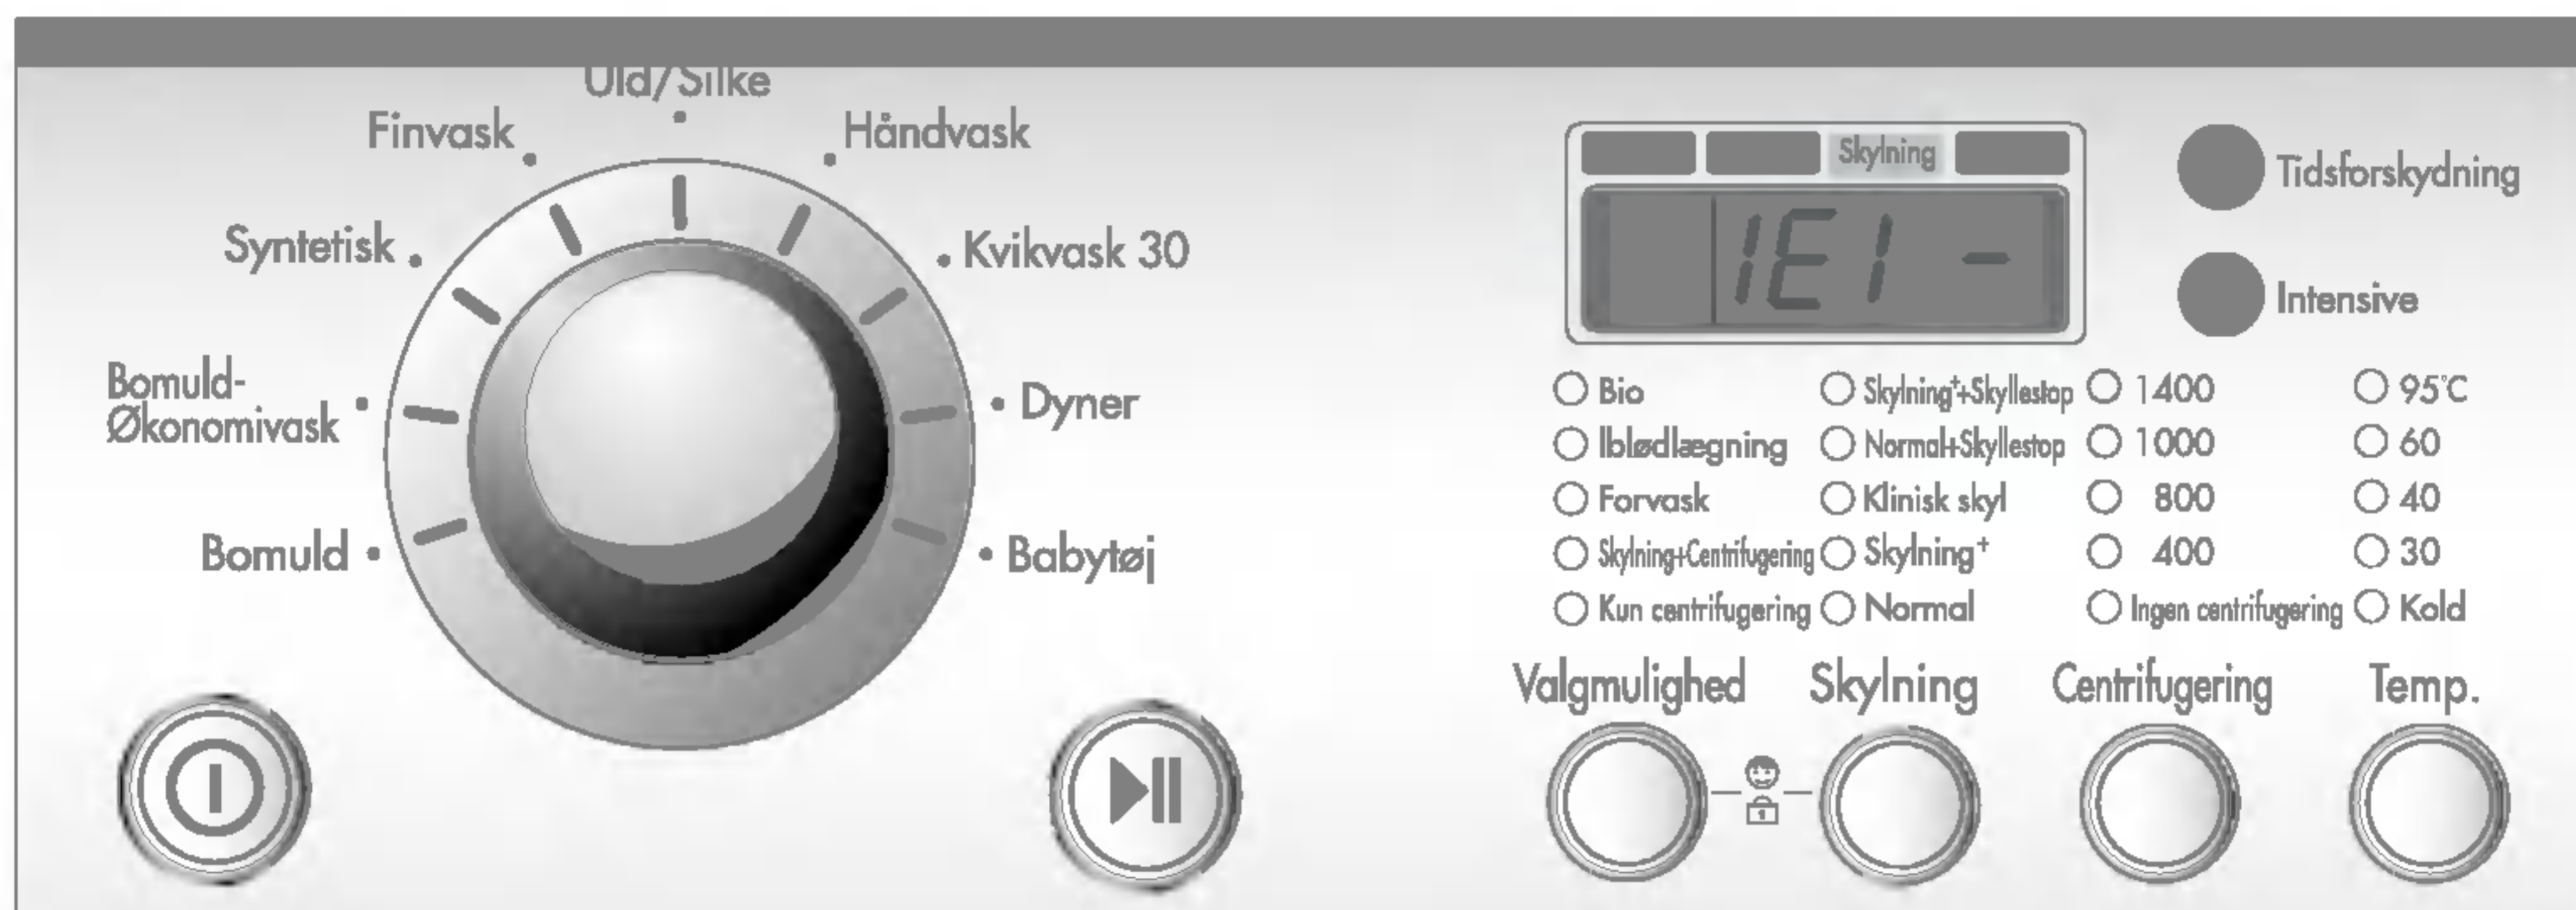 Uld/Silke
Finvask
Håndvask
Syntetisk
Kvikvask 30
Bomuld-
Økonomivask
Dyner
Bomuld
Babytøj
Skylning
1E1 -
Tidsforskydning
Intensive
Bio
Skylning⁺+Skyllestop
1400
95°C
Iblødlægning
Normal+Skyllestop
1000
60
Forvask
Klinisk skyl
800
40
Skylning+Centrifugering
Skylning⁺
400
30
Kun centrifugering
Normal
Ingen centrifugering
Kold
Valgmulighed
Skylning
Centrifugering
Temp.